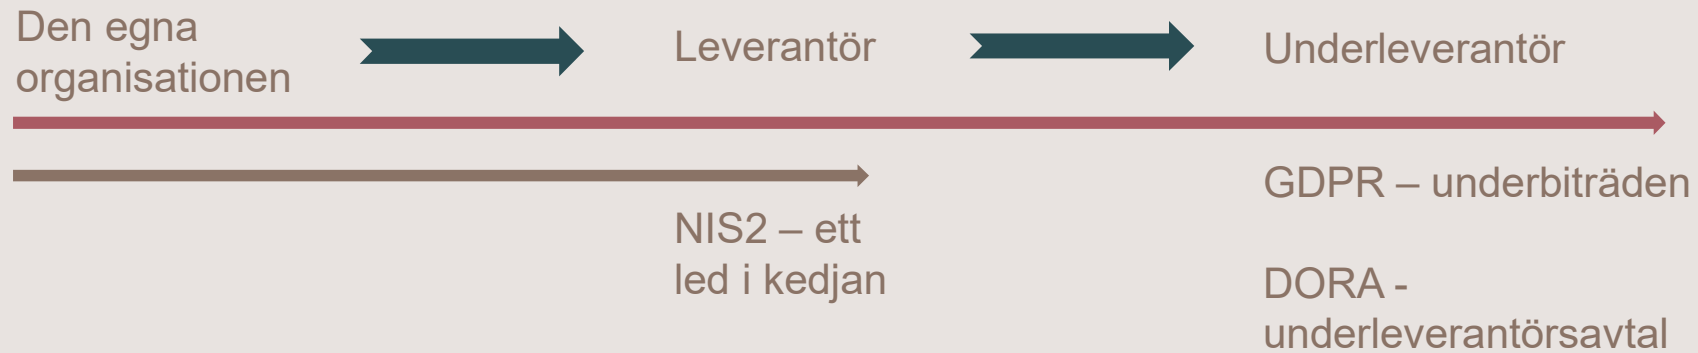 Den egna
organisationen
Leverantör
Underleverantör
NIS2 – ett
led i kedjan
GDPR – underbiträden
DORA -
underleverantörsavtal